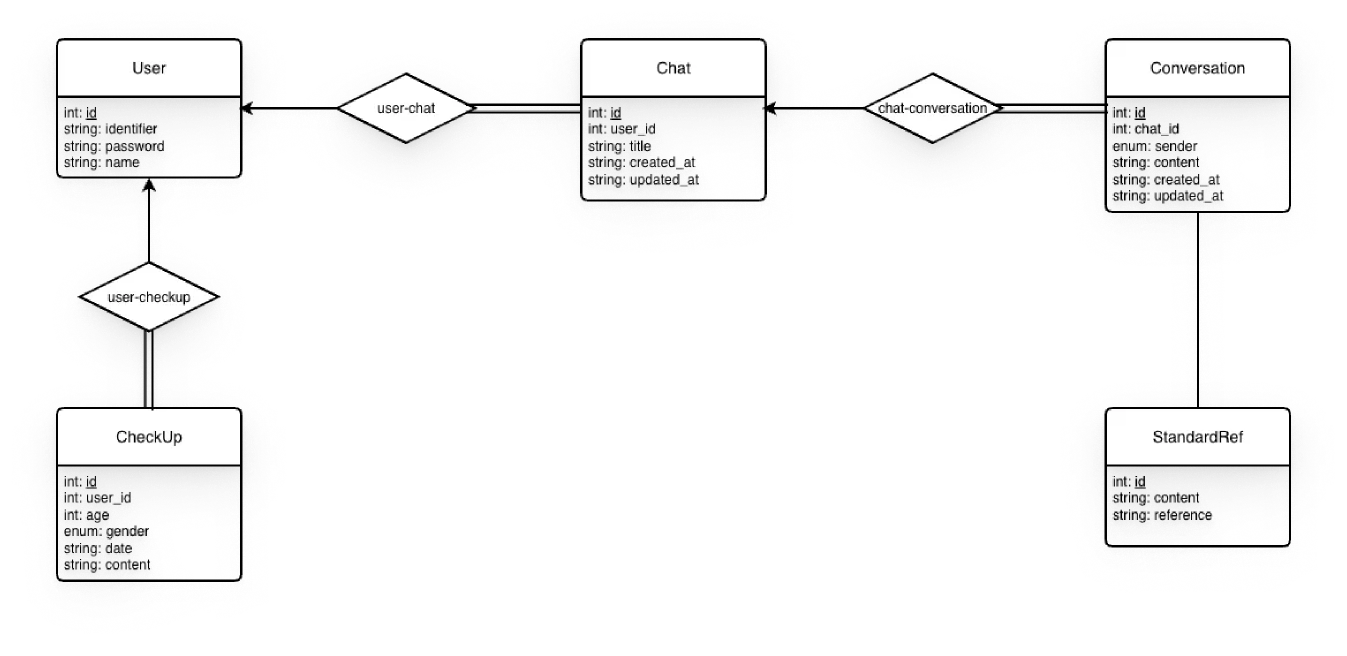 User
int: id
string: identifier
string: password
string: name
user-chat
Chat
int: id
int: user_id
string: title
string: created_at
string: updated_at
chat-conversation
Conversation
int: id
int: chat_id
enum: sender
string: content
string: created_at
string: updated_at
user-checkup
CheckUp
int: id
int: user_id
int: age
enum: gender
string: date
string: content
StandardRef
int: id
string: content
string: reference